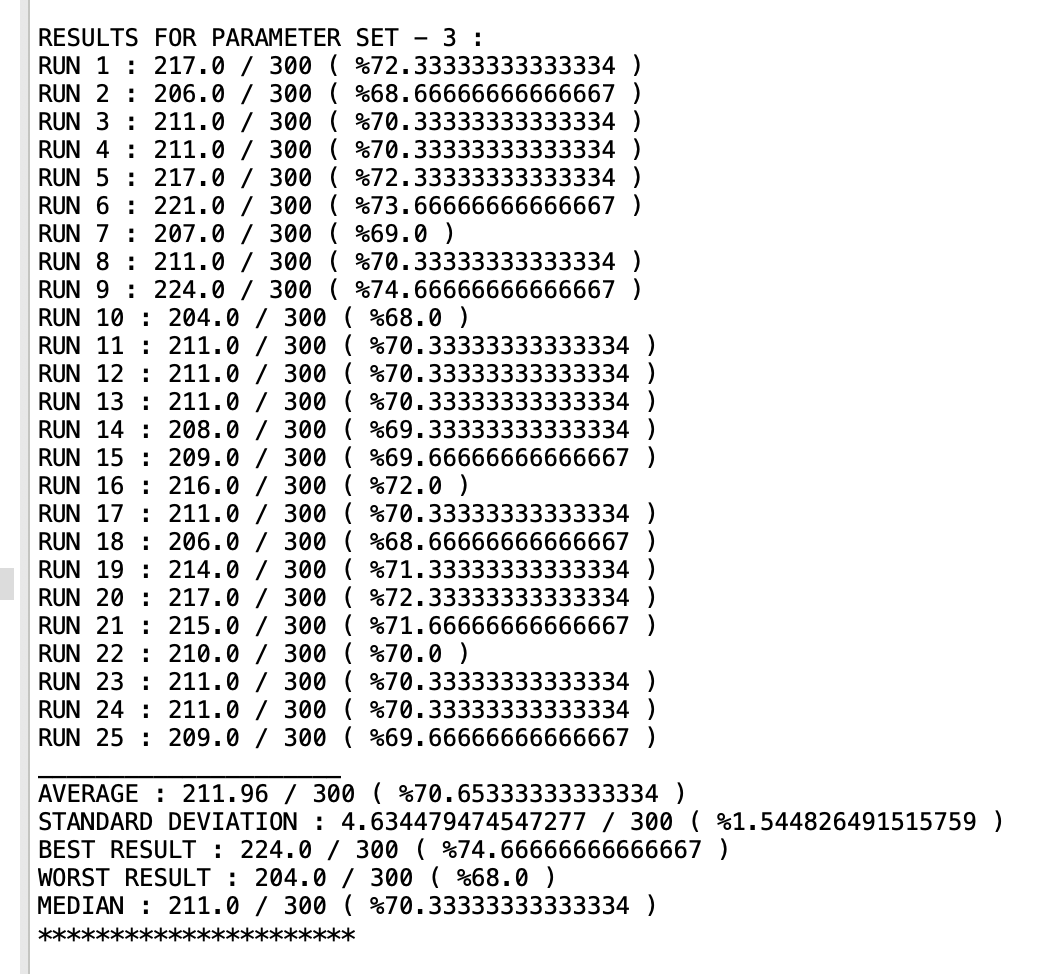 RESULTS FOR PARAMETER SET – 3 :
RUN 1 : 217.0 / 300 ( %72.33333333333334 )
RUN 2 : 206.0 / 300 ( %68.66666666666667 )
RUN 3 : 211.0 / 300 ( %70.33333333333334 )
RUN 4 : 211.0 / 300 ( %70.33333333333334 )
RUN 5 : 217.0 / 300 ( %72.33333333333334 )
RUN 6 : 221.0 / 300 ( %73.66666666666667 )
RUN 7 : 207.0 / 300 ( %69.0 )
RUN 8 : 211.0 / 300 ( %70.33333333333334 )
RUN 9 : 224.0 / 300 ( %74.66666666666667 )
RUN 10 : 204.0 / 300 ( %68.0 )
RUN 11 : 211.0 / 300 ( %70.33333333333334 )
RUN 12 : 211.0 / 300 ( %70.33333333333334 )
RUN 13 : 211.0 / 300 ( %70.33333333333334 )
RUN 14 : 208.0 / 300 ( %69.33333333333334 )
RUN 15 : 209.0 / 300 ( %69.66666666666667 )
RUN 16 : 216.0 / 300 ( %72.0 )
RUN 17 : 211.0 / 300 ( %70.33333333333334 )
RUN 18 : 206.0 / 300 ( %68.66666666666667 )
RUN 19 : 214.0 / 300 ( %71.33333333333334 )
RUN 20 : 217.0 / 300 ( %72.33333333333334 )
RUN 21 : 215.0 / 300 ( %71.66666666666667 )
RUN 22 : 210.0 / 300 ( %70.0 )
RUN 23 : 211.0 / 300 ( %70.33333333333334 )
RUN 24 : 211.0 / 300 ( %70.33333333333334 )
RUN 25 : 209.0 / 300 ( %69.66666666666667 )
_____________________
AVERAGE : 211.96 / 300 ( %70.65333333333334 )
STANDARD DEVIATION : 4.634479474547277 / 300 ( %1.544826491515759 )
BEST RESULT : 224.0 / 300 ( %74.66666666666667 )
WORST RESULT : 204.0 / 300 ( %68.0 )
MEDIAN : 211.0 / 300 ( %70.33333333333334 )
**********************